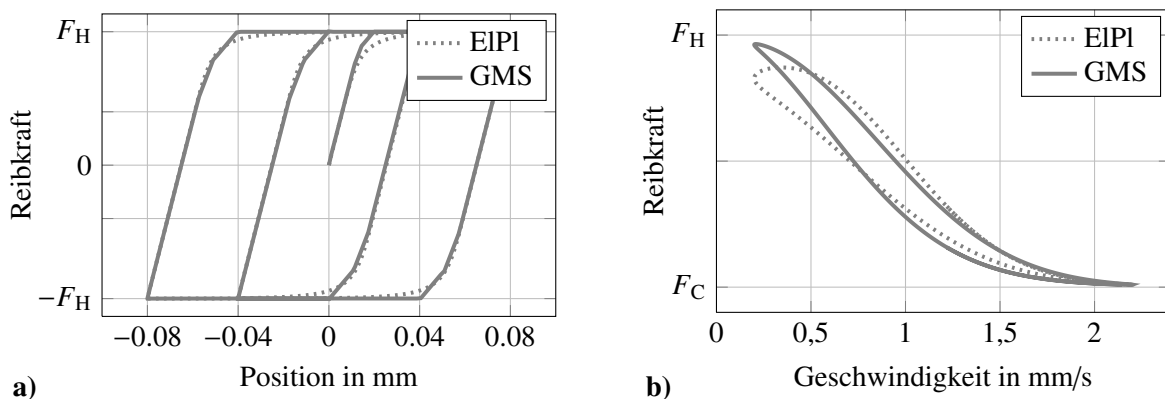 F_H
0
−F_H
Reibkraft
ElPl
GMS
−0.08 −0.04 0 0.04 0.08
Position in mm
a)
F_H
F_C
Reibkraft
ElPl
GMS
0 0,5 1 1,5 2
Geschwindigkeit in mm/s
b)